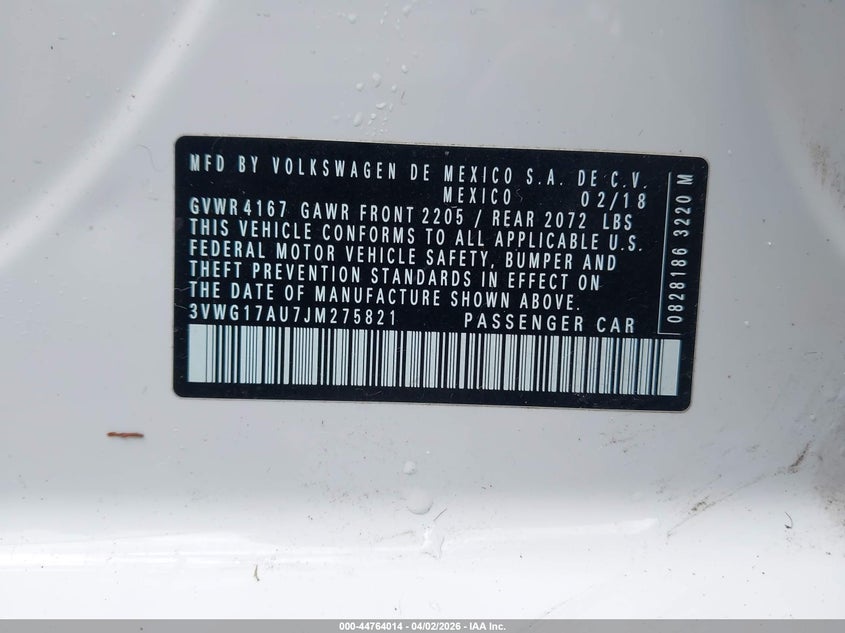 MFD BY VOLKSWAGEN DE MEXICO S.A. DE C.V.
MEXICO 02/18
GVWR 4167 GAWR FRONT 2205 / REAR 2072 LBS
THIS VEHICLE CONFORMS TO ALL APPLICABLE U.S.
FEDERAL MOTOR VEHICLE SAFETY, BUMPER AND
THEFT PREVENTION STANDARDS IN EFFECT ON
THE DATE OF MANUFACTURE SHOWN ABOVE.
3VWG17AU7JM275821 PASSENGER CAR
0828186 3220 M
000-44764014 - 04/02/2026 - IAA Inc.